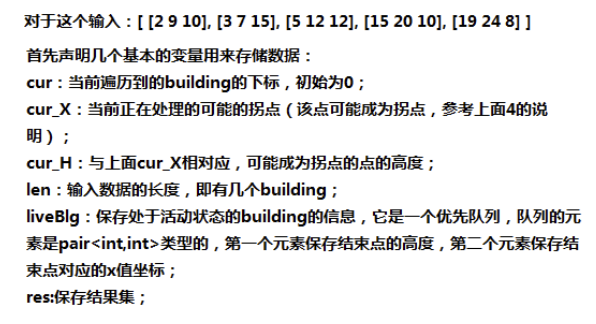 对于这个输入：[ [2 9 10], [3 7 15], [5 12 12], [15 20 10], [19 24 8] ]
首先声明几个基本的变量用来存储数据：
cur：当前遍历到的building的下标，初始为0；
cur_X：当前正在处理的可能的拐点（该点可能成为拐点，参考上面4的说
明）；
cur_H：与上面cur_X相对应，可能成为拐点的点的高度；
len：输入数据的长度，即有几个building；
liveBlg：保存处于活动状态的building的信息，它是一个优先队列，队列的元
素是pair<int,int>类型的，第一个元素保存结束点的高度，第二个元素保存结
束点对应的x值坐标；
res:保存结果集；